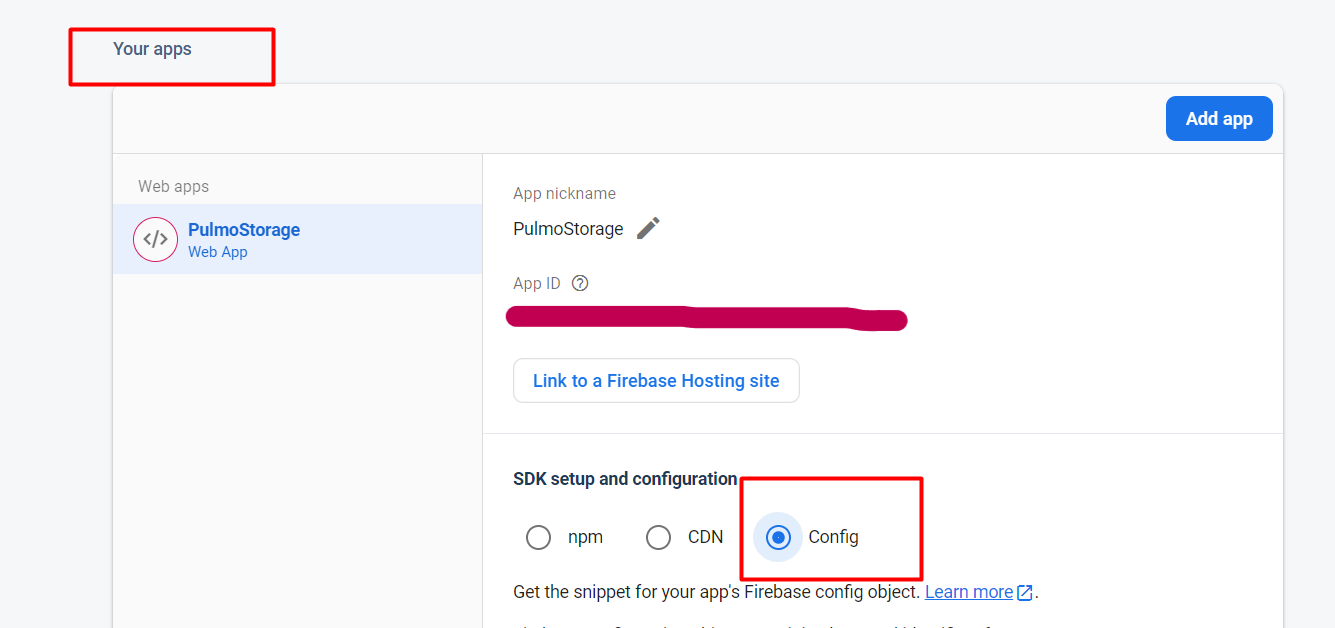 Your apps
Add app
Web apps
PulmoStorage
Web App
App nickname
PulmoStorage
App ID
Link to a Firebase Hosting site
SDK setup and configuration
npm CDN Config
Get the snippet for your app's Firebase config object. Learn more.